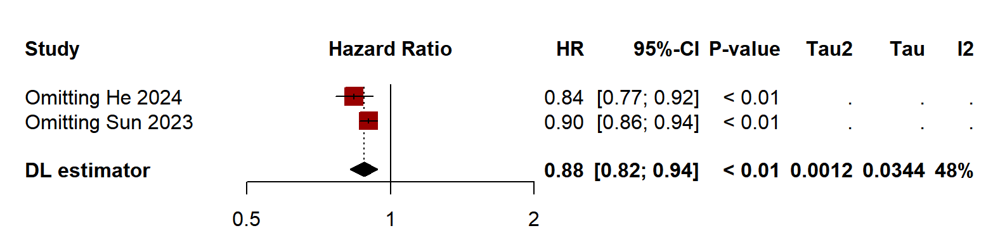 Study Hazard Ratio HR 95%-CI P-value Tau2 Tau I2
Omitting He 2024 0.84 [0.77; 0.92] < 0.01 . . .
Omitting Sun 2023 0.90 [0.86; 0.94] < 0.01 . . .
DL estimator 0.88 [0.82; 0.94] < 0.01 0.0012 0.0344 48%
0.5 1 2